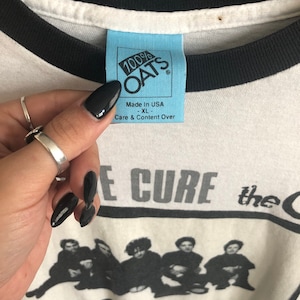 100%
OATS®
Made in USA
- XL -
Care & Content Over
E CURE the C